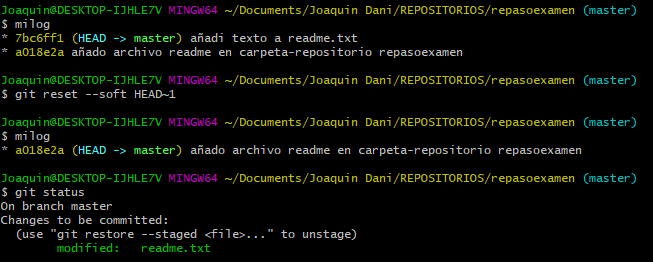 Joaquin@DESKTOP-IJHLE7V MINGW64 ~/Documents/Joaquin Dani/REPOSITORIOS/repasoexamen (master)
$ milog
* 7bc6ff1 (HEAD -> master) añadi texto a readme.txt
* a018e2a añado archivo readme en carpeta-repositorio repasoexamen
Joaquin@DESKTOP-IJHLE7V MINGW64 ~/Documents/Joaquin Dani/REPOSITORIOS/repasoexamen (master)
$ git reset --soft HEAD~1
Joaquin@DESKTOP-IJHLE7V MINGW64 ~/Documents/Joaquin Dani/REPOSITORIOS/repasoexamen (master)
$ milog
* a018e2a (HEAD -> master) añado archivo readme en carpeta-repositorio repasoexamen
Joaquin@DESKTOP-IJHLE7V MINGW64 ~/Documents/Joaquin Dani/REPOSITORIOS/repasoexamen (master)
$ git status
On branch master
Changes to be committed:
  (use "git restore --staged <file>..." to unstage)
        modified:   readme.txt